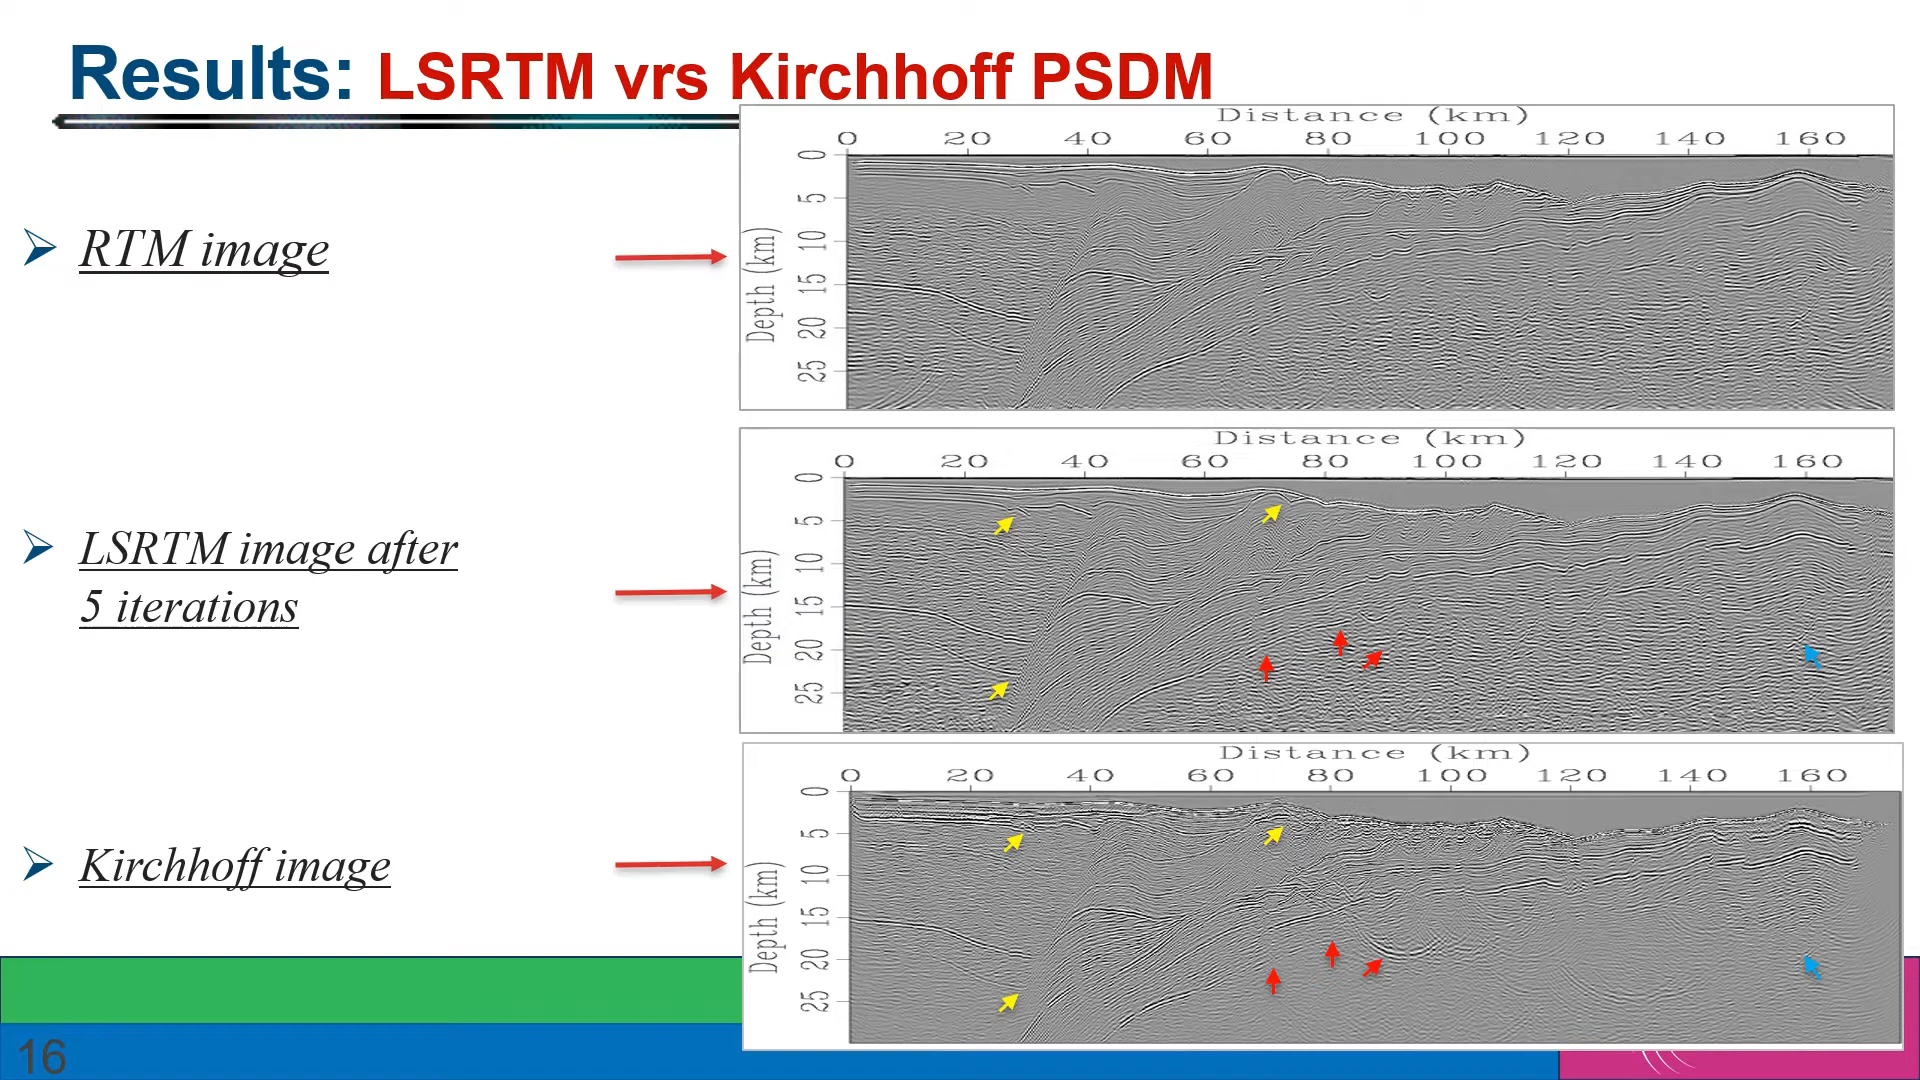 Results: LSRTM vrs Kirchhoff PSDM
Distance (km)
0 20 40 60 80 100 120 140 160
Depth (km)
0 5 10 15 20 25
RTM image
Distance (km)
0 20 40 60 80 100 120 140 160
Depth (km)
0 5 10 15 20 25
LSRTM image after
5 iterations
Distance (km)
0 20 40 60 80 100 120 140 160
Depth (km)
0 5 10 15 20 25
Kirchhoff image
16